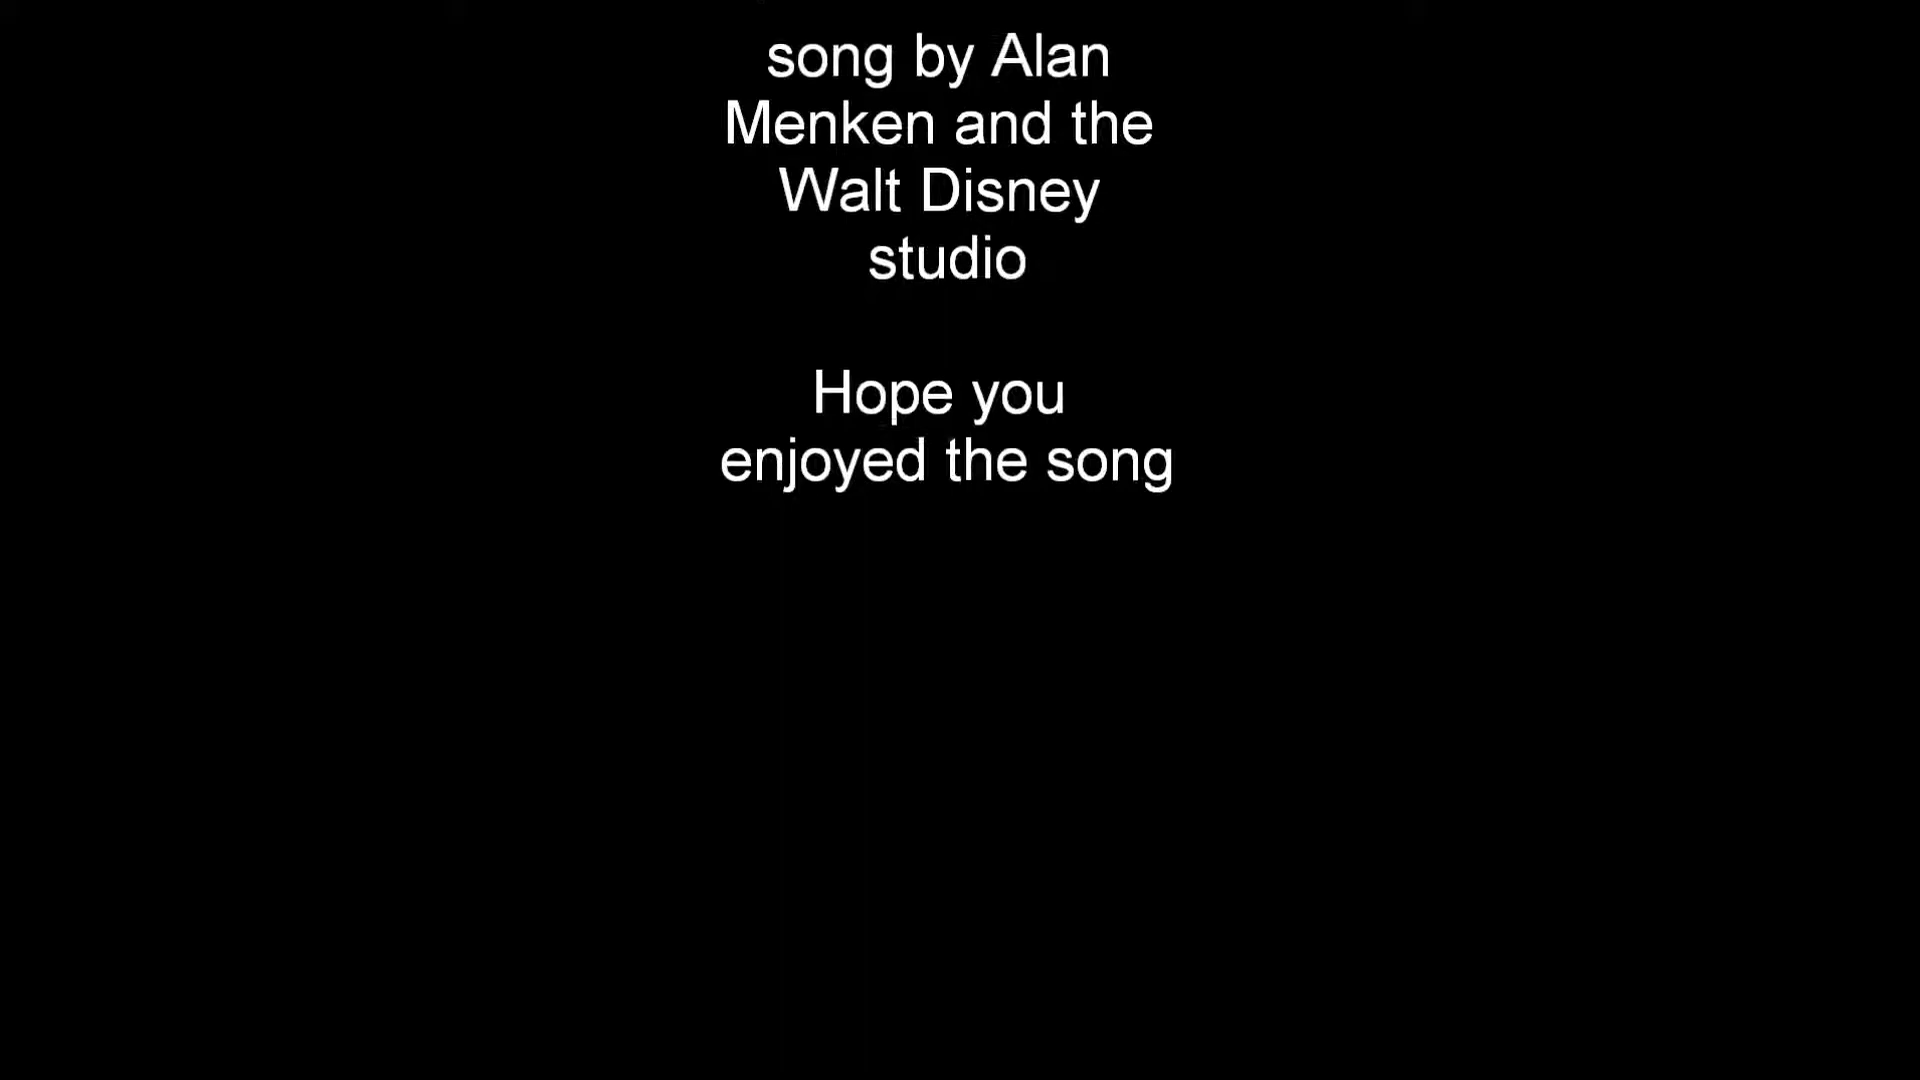 song by Alan
Menken and the
Walt Disney
studio
Hope you
enjoyed the song